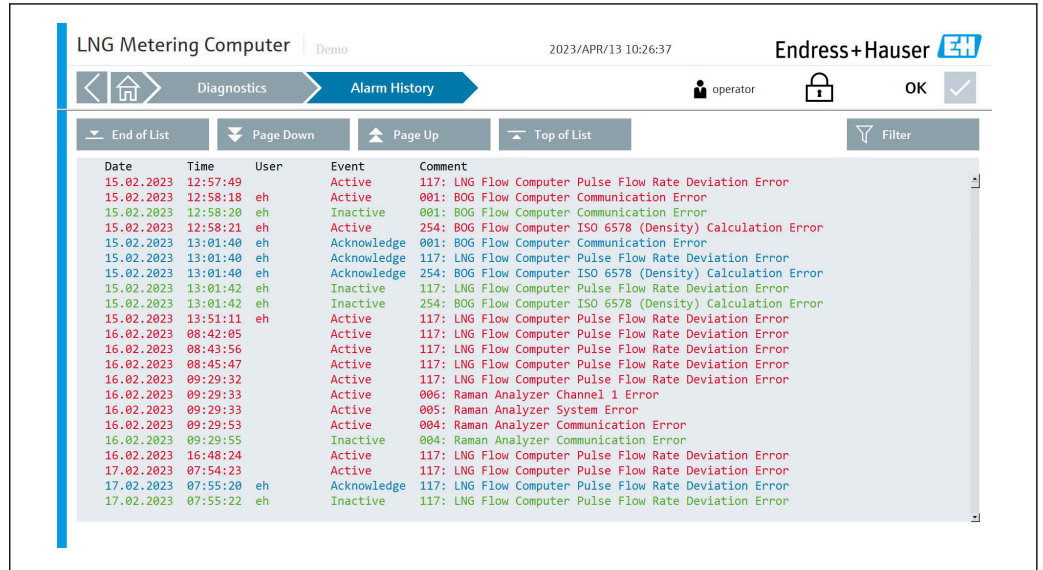 LNG Metering Computer Demo 2023/APR/13 10:26:37 Endress+Hauser EH
Diagnostics Alarm History operator 1 OK
End of List Page Down Page Up Top of List Filter
Date Time User Event Comment
15.02.2023 12:57:49 Active 117: LNG Flow Computer Pulse Flow Rate Deviation Error
15.02.2023 12:58:18 eh Active 001: BOG Flow Computer Communication Error
15.02.2023 12:58:20 eh Inactive 001: BOG Flow Computer Communication Error
15.02.2023 12:58:21 eh Active 254: BOG Flow Computer ISO 6578 (Density) Calculation Error
15.02.2023 13:01:40 eh Acknowledge 001: BOG Flow Computer Communication Error
15.02.2023 13:01:40 eh Acknowledge 117: LNG Flow Computer Pulse Flow Rate Deviation Error
15.02.2023 13:01:40 eh Acknowledge 254: BOG Flow Computer ISO 6578 (Density) Calculation Error
15.02.2023 13:01:42 eh Inactive 117: LNG Flow Computer Pulse Flow Rate Deviation Error
15.02.2023 13:01:42 eh Inactive 254: BOG Flow Computer ISO 6578 (Density) Calculation Error
15.02.2023 13:51:11 eh Active 117: LNG Flow Computer Pulse Flow Rate Deviation Error
16.02.2023 08:42:05 Active 117: LNG Flow Computer Pulse Flow Rate Deviation Error
16.02.2023 08:43:56 Active 117: LNG Flow Computer Pulse Flow Rate Deviation Error
16.02.2023 08:45:47 Active 117: LNG Flow Computer Pulse Flow Rate Deviation Error
16.02.2023 09:29:32 Active 117: LNG Flow Computer Pulse Flow Rate Deviation Error
16.02.2023 09:29:33 Active 006: Raman Analyzer Channel 1 Error
16.02.2023 09:29:33 Active 005: Raman Analyzer System Error
16.02.2023 09:29:53 Active 004: Raman Analyzer Communication Error
16.02.2023 09:29:55 Inactive 004: Raman Analyzer Communication Error
16.02.2023 16:48:24 Active 117: LNG Flow Computer Pulse Flow Rate Deviation Error
17.02.2023 07:54:23 Active 117: LNG Flow Computer Pulse Flow Rate Deviation Error
17.02.2023 07:55:20 eh Acknowledge 117: LNG Flow Computer Pulse Flow Rate Deviation Error
17.02.2023 07:55:22 eh Inactive 117: LNG Flow Computer Pulse Flow Rate Deviation Error